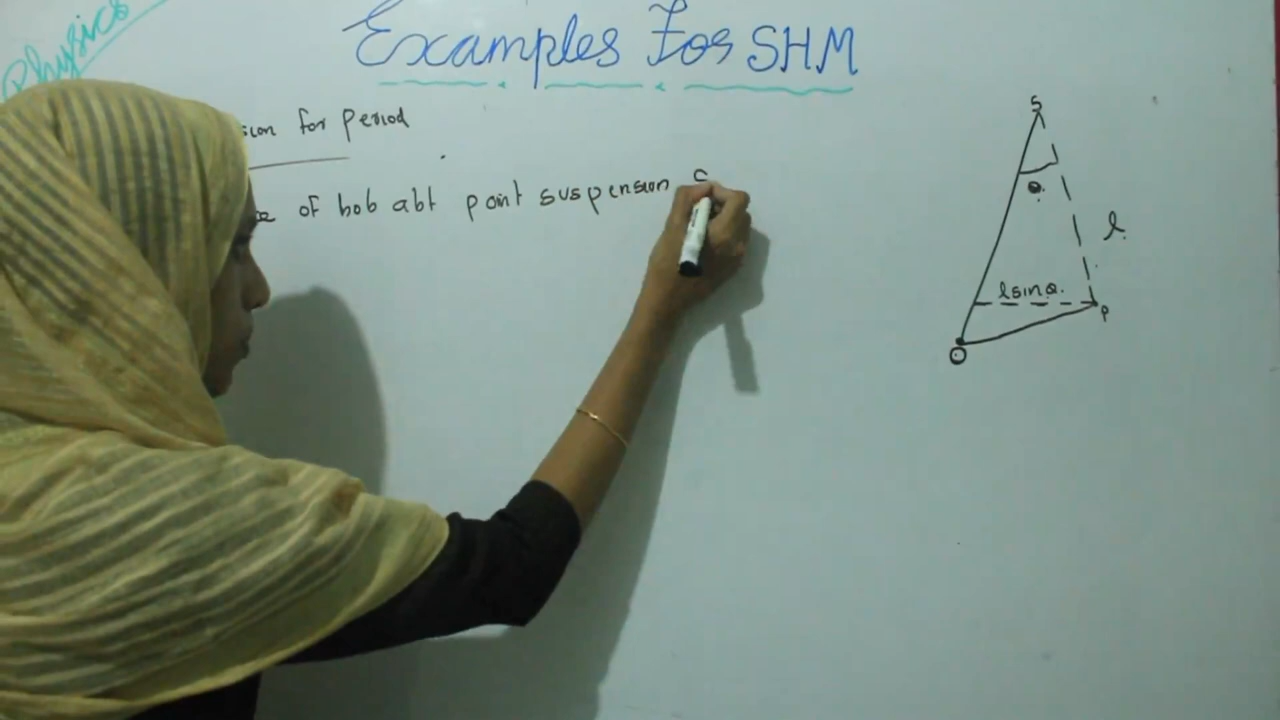 Physics
Examples For SHM
for Period
of bob abt point suspension S
S
θ.
l.
lsinθ.
P
O